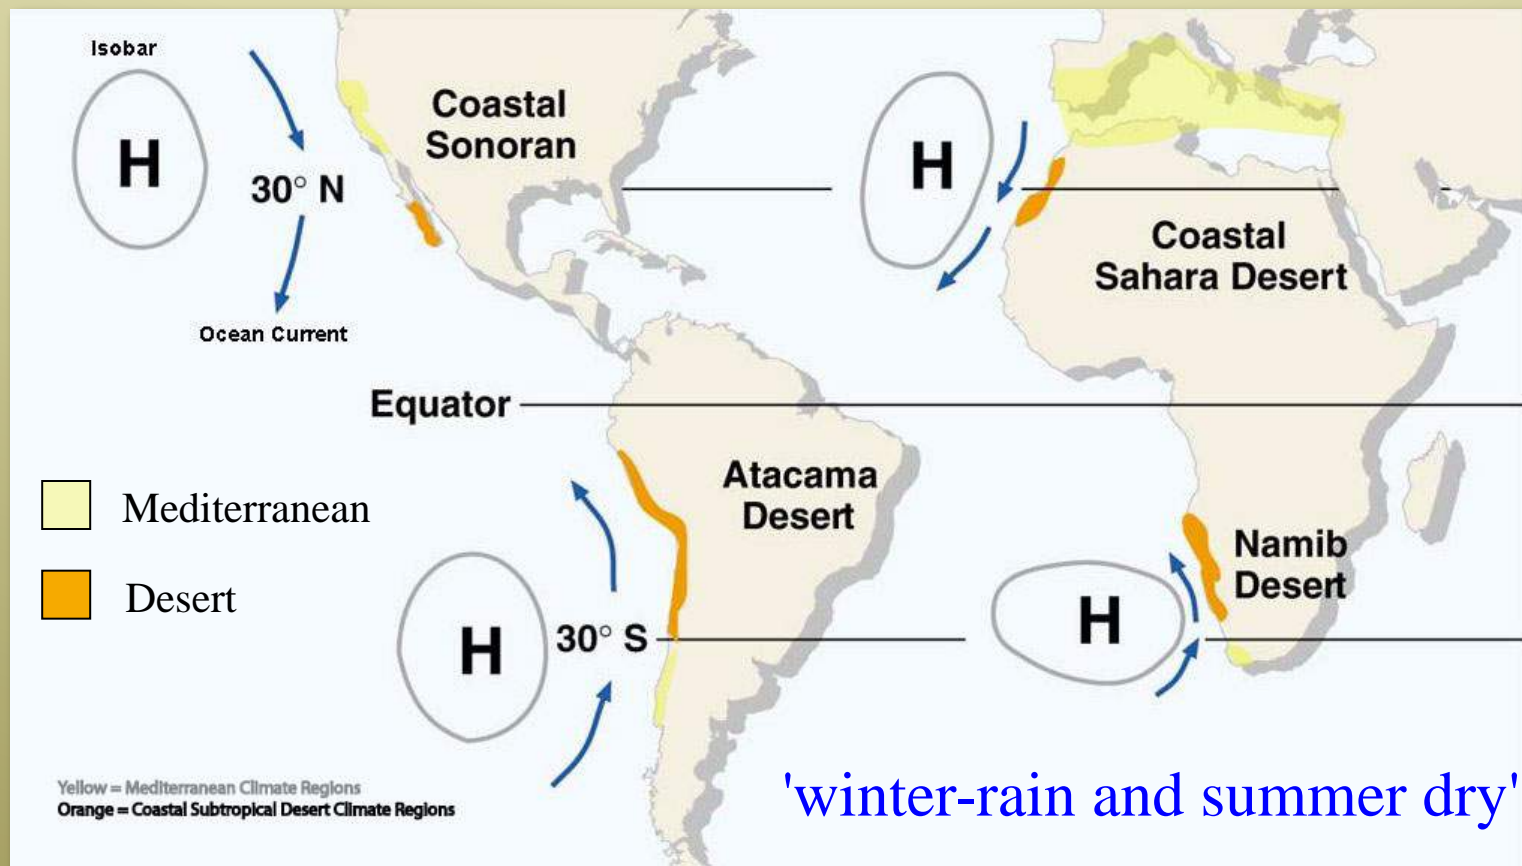 Isobar
H
30° N
Ocean Current
Coastal
Sonoran
H
Coastal
Sahara Desert
Equator
Mediterranean
Desert
Atacama
Desert
H
30° S
H
Namib
Desert
Yellow = Mediterranean Climate Regions
Orange = Coastal Subtropical Desert Climate Regions
'winter-rain and summer dry'